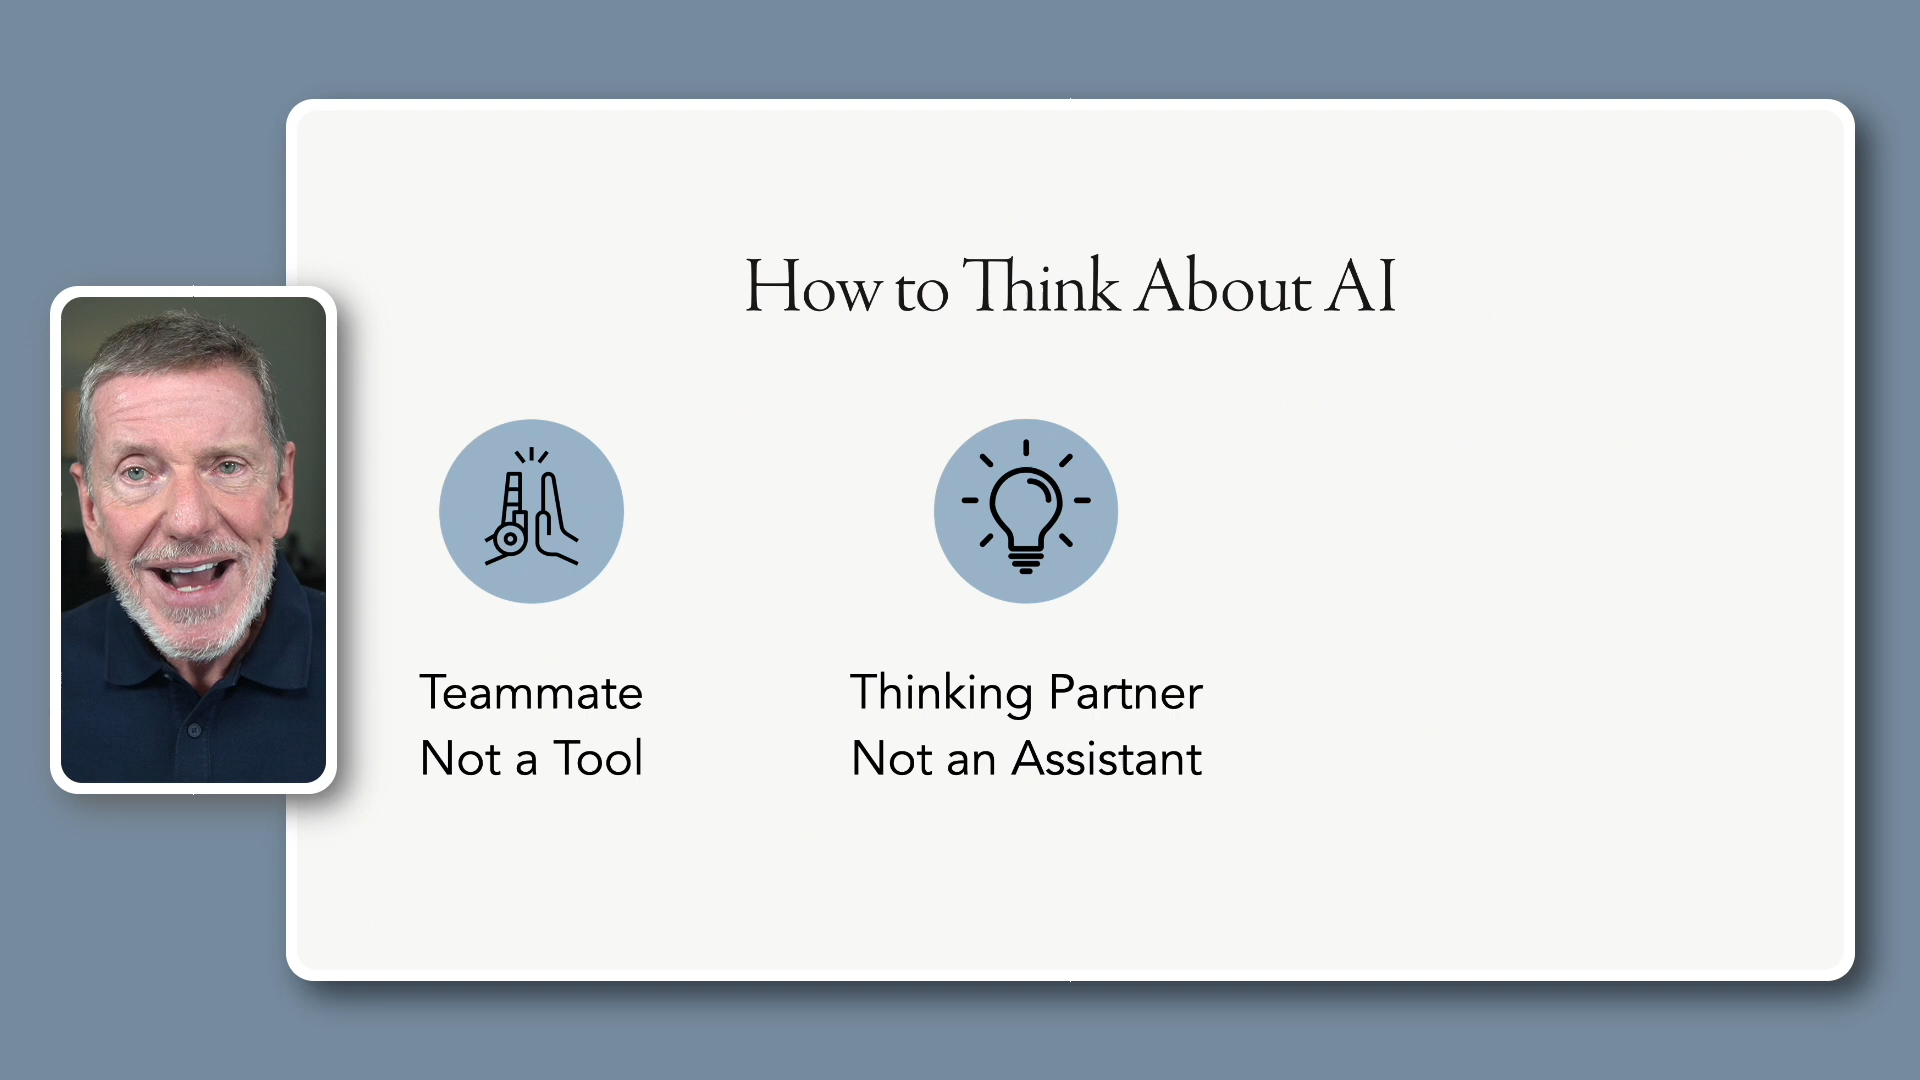 How to Think About AI
Teammate
Not a Tool
Thinking Partner
Not an Assistant